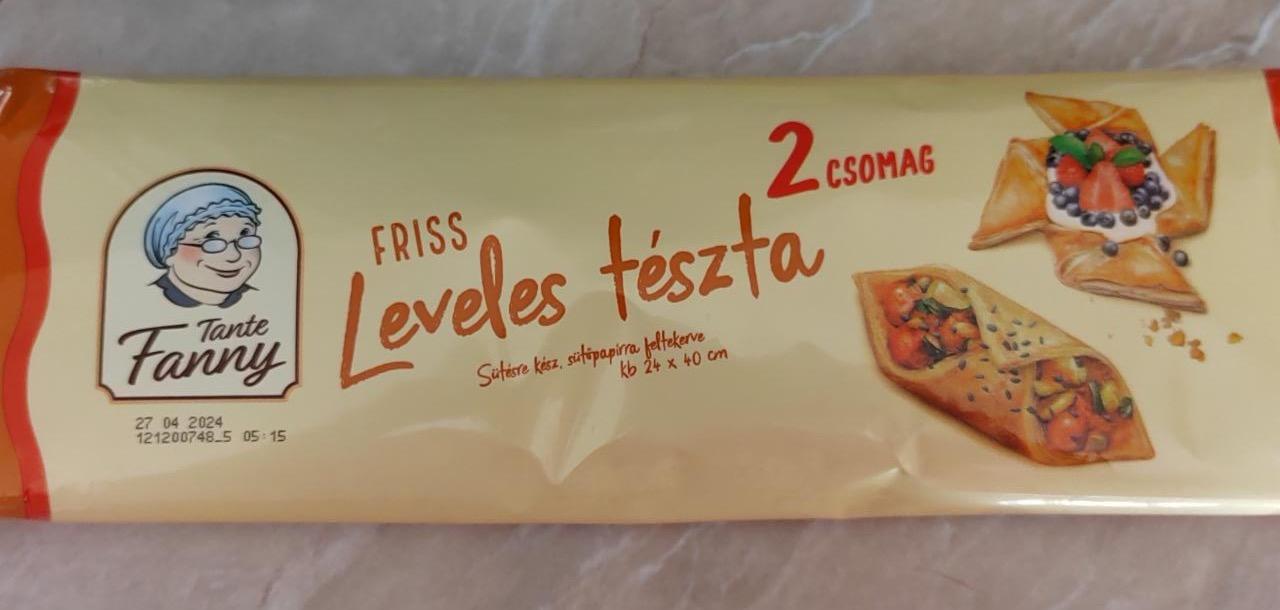 Tante
Fanny
27 04 2024
121200748_5 05:15
FRISS
Leveles tészta
2 CSOMAG
Sütésre kész, sütőpapírra feltekerve
kb 24 x 40 cm